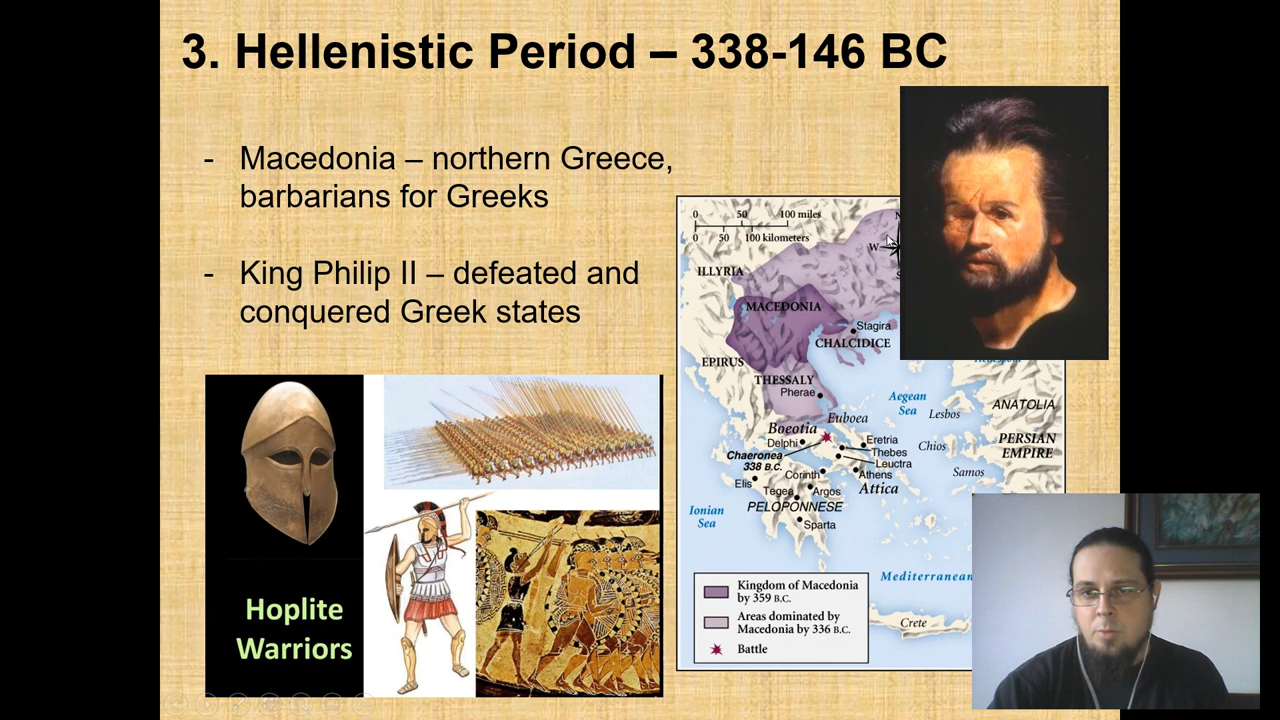 3. Hellenistic Period – 338-146 BC
- Macedonia – northern Greece,
barbarians for Greeks
- King Philip II – defeated and
conquered Greek states
Hoplite
Warriors
0 50 100 miles
0 50 100 kilometers
N
W
S
ILLYRIA
MACEDONIA
Stagira
CHALCIDICE
EPIRUS
THESSALY
Pherae
Aegean
Sea
Lesbos
ANATOLIA
Euboea
Boeotia
Delphi
Eretria
Thebes
Chios
PERSIAN
EMPIRE
Chaeronea
338 B.C.
Leuctra
Corinth
Athens
Samos
Elis
Tegea
Argos
Attica
PELOPONNESE
Ionian
Sea
Sparta
Mediterranean
Crete
Kingdom of Macedonia
by 359 B.C.
Areas dominated by
Macedonia by 336 B.C.
Battle